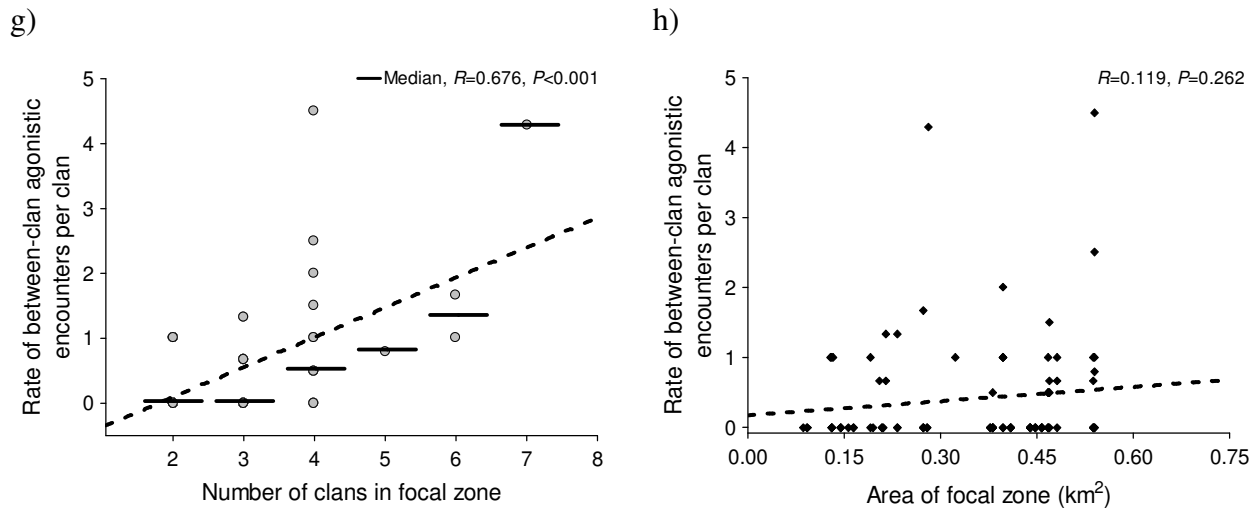 g)
Median, R=0.676, P<0.001
Rate of between-clan agonistic
encounters per clan
5
4
3
2
1
0
2 3 4 5 6 7 8
Number of clans in focal zone
h)
R=0.119, P=0.262
Rate of between-clan agonistic
encounters per clan
5
4
3
2
1
0
0.00 0.15 0.30 0.45 0.60 0.75
Area of focal zone (km²)